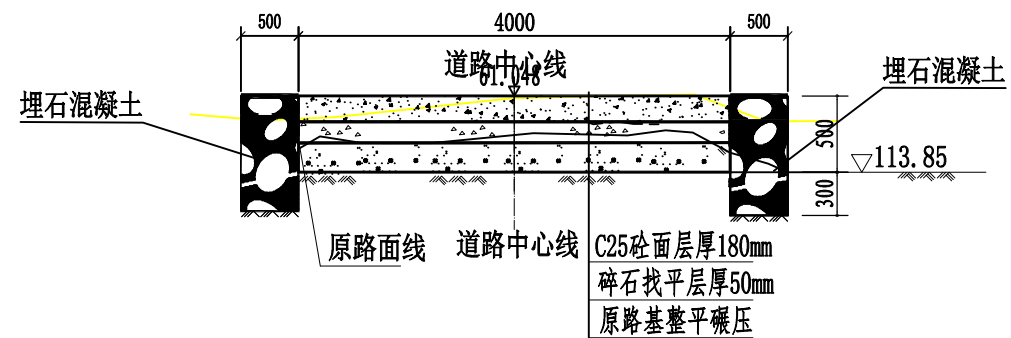 500
4000
500
道路中心线
61.048
埋石混凝土
埋石混凝土
500
113.85
300
原路面线
道路中心线
C25砼面层厚180mm
碎石找平层厚50mm
原路基整平碾压